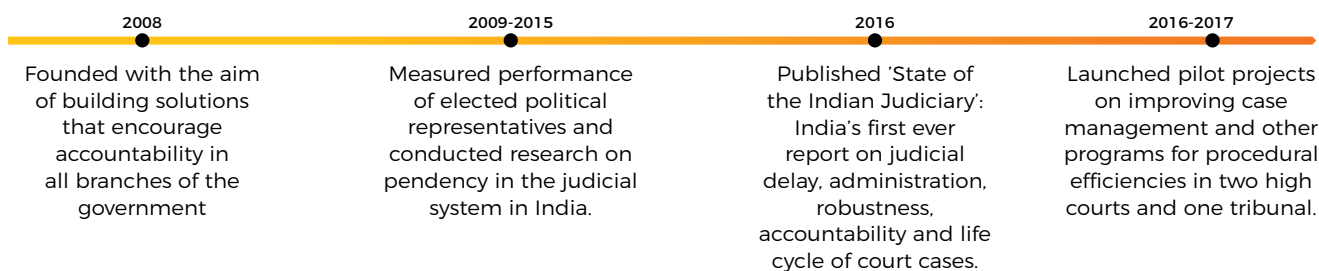 2008
Founded with the aim
of building solutions
that encourage
accountability in
all branches of the
government
2009-2015
Measured performance
of elected political
representatives and
conducted research on
pendency in the judicial
system in India.
2016
Published ’State of
the Indian Judiciary’:
India’s first ever
report on judicial
delay, administration,
robustness,
accountability and life
cycle of court cases.
2016-2017
Launched pilot projects
on improving case
management and other
programs for procedural
efficiencies in two high
courts and one tribunal.